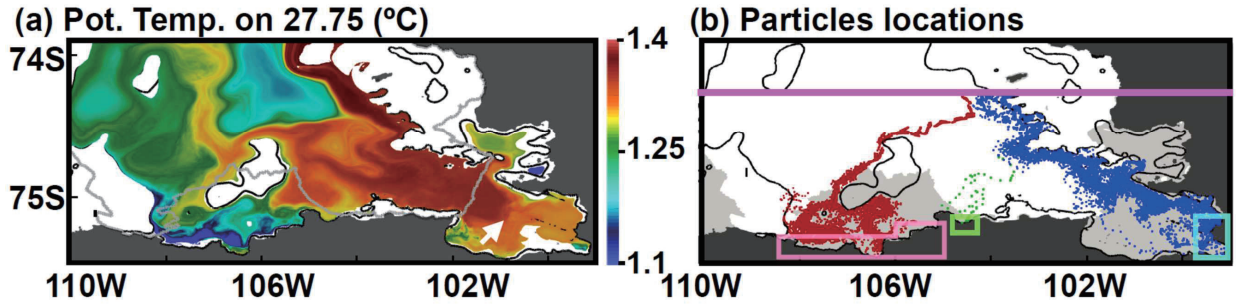 (a) Pot. Temp. on 27.75 (ºC)
(b) Particles locations
74S
75S
1.4
1.25
1.1
110W
106W
102W
110W
106W
102W